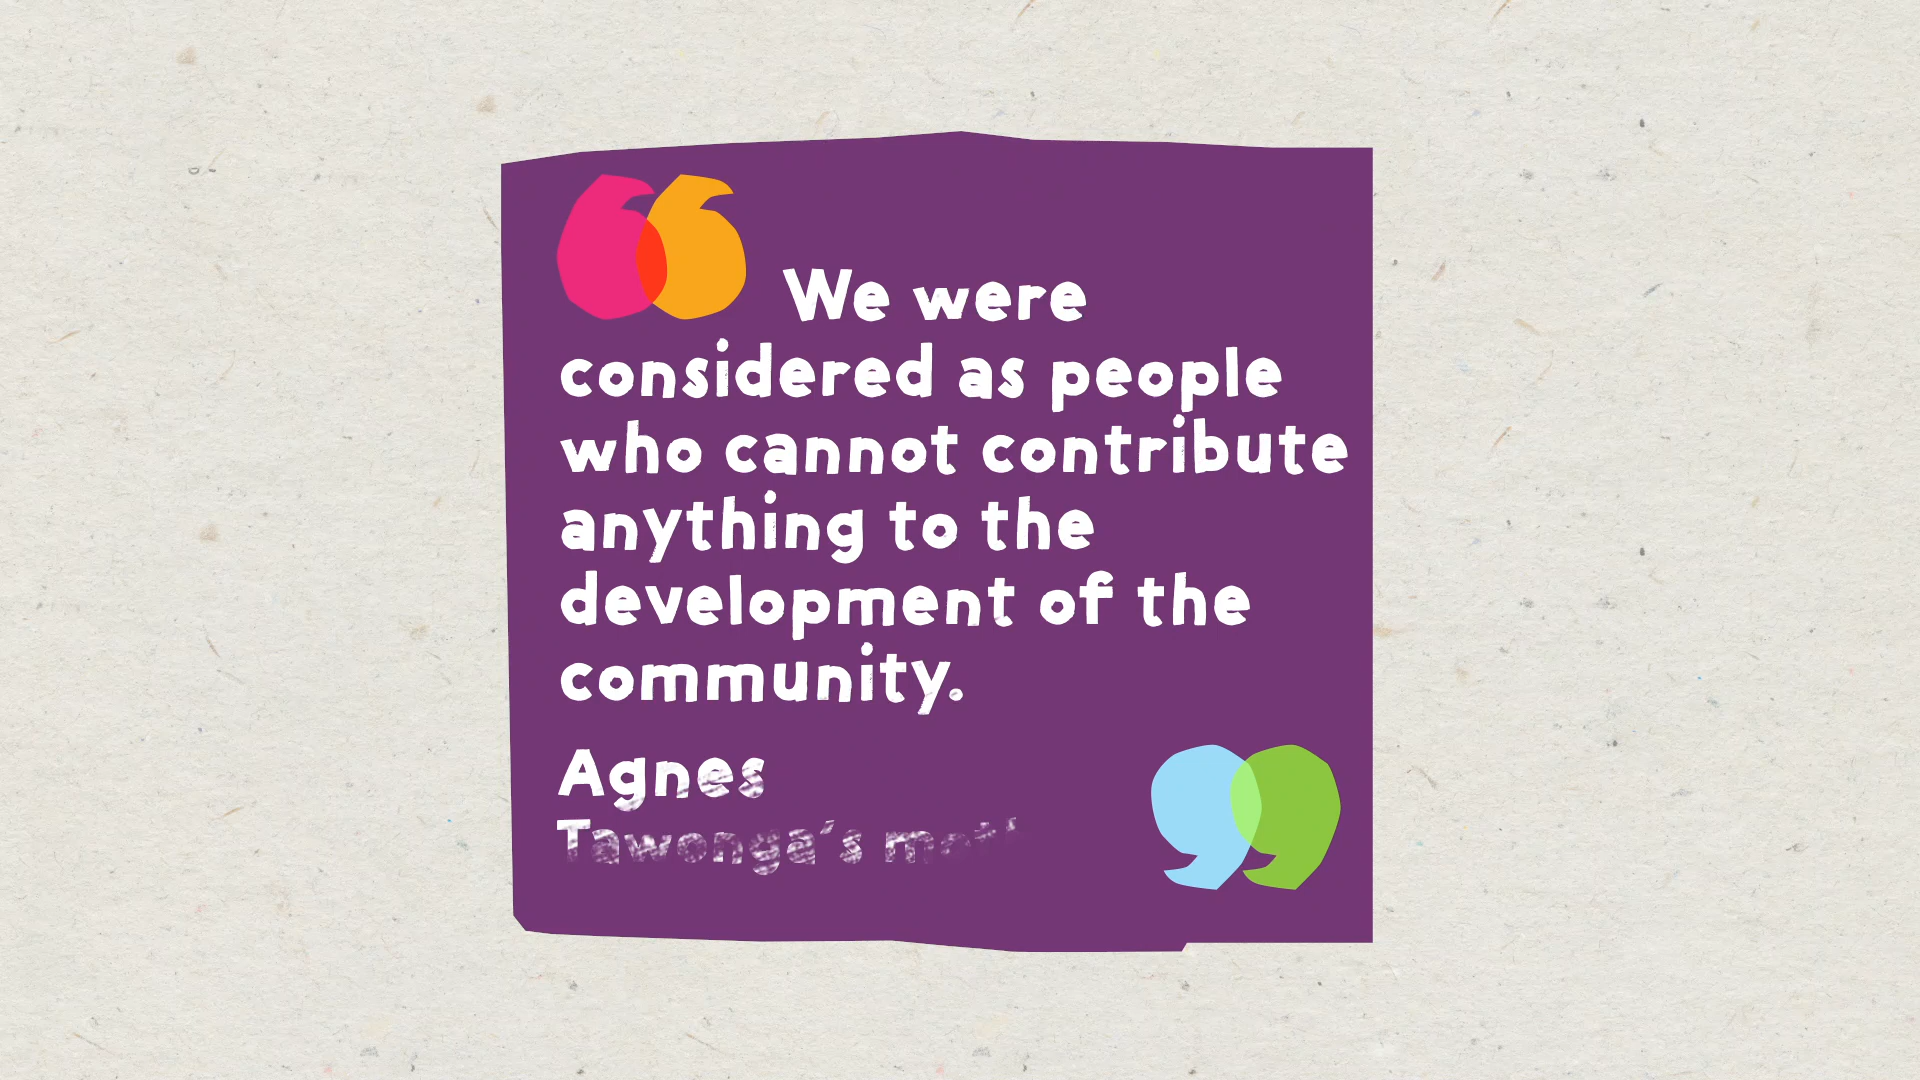 We were
considered as people
who cannot contribute
anything to the
development of the
community.
Agnes
Tawonga's